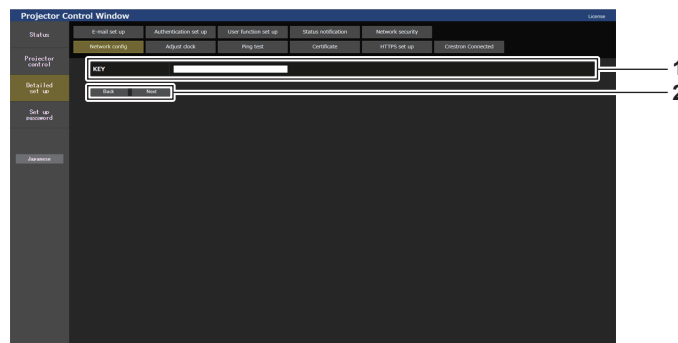 Projector Control Window
License
Status
E-mail set up
Authentication set up
User function set up
Status notification
Network security
Network config
Adjust clock
Ping test
Certificate
HTTPS set up
Crestron Connected
Projector
control
KEY
1
Detailed
set up
Back
Next
2
Set up
password
Japanese